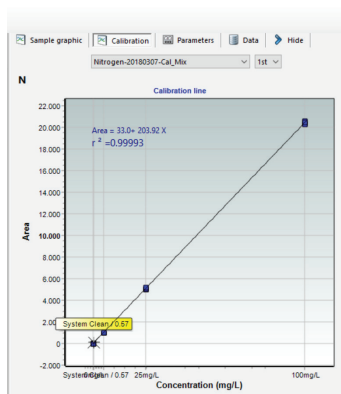 Sample graphic Calibration Parameters Data Hide
Nitrogen-20180307-Cal_Mix 1st
N
Calibration line
Area = 33.0+ 203.92 X
r ² =0.99993
Area
22.000
20.000
18.000
16.000
14.000
12.000
10.000
8.000
6.000
4.000
2.000
0
-2.000
System Clean / 0.67
25mg/L
100mg/L
Concentration (mg/L)